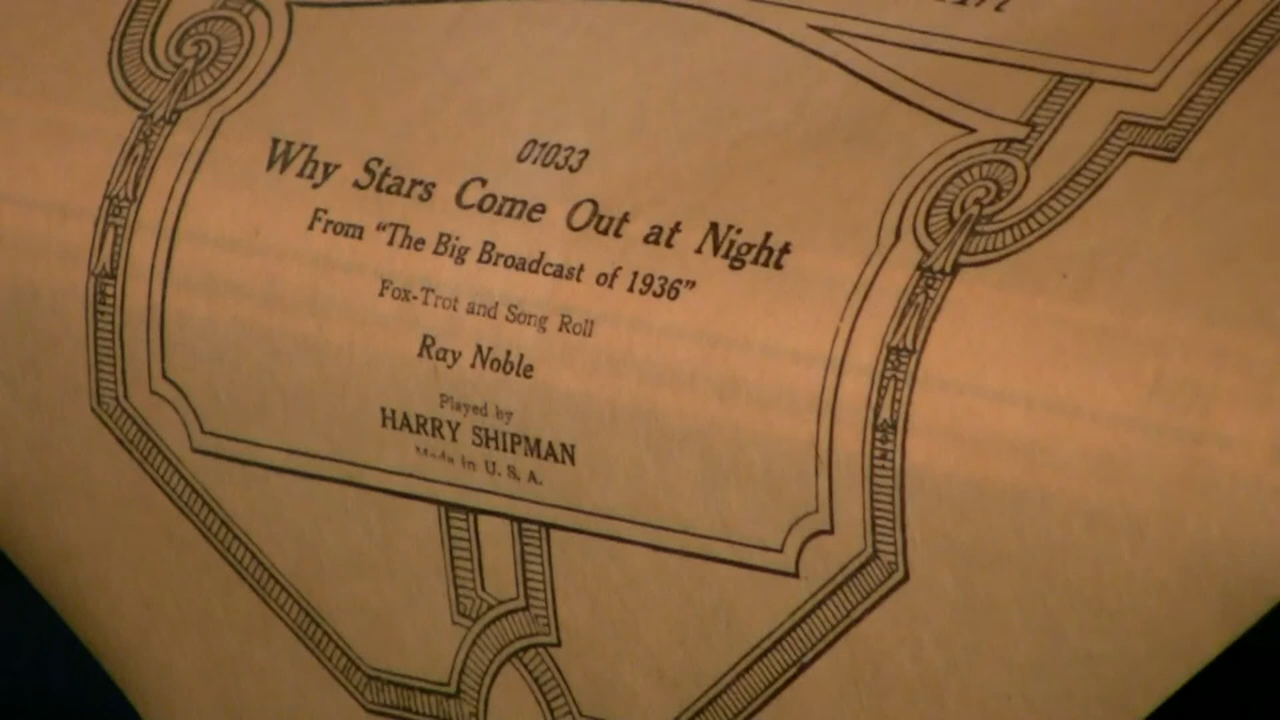 01033
Why Stars Come Out at Night
From “The Big Broadcast of 1936”
Fox-Trot and Song Roll
Ray Noble
Played by
HARRY SHIPMAN
Made in U. S. A.